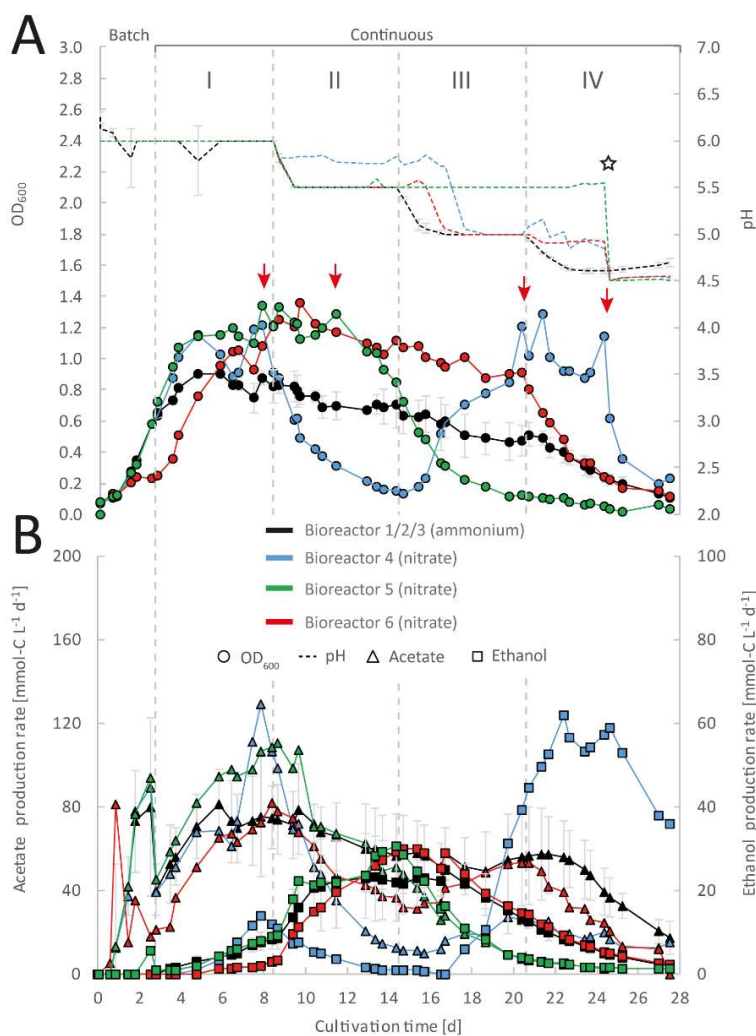 A
Batch
Continuous
I
II
III
IV
3.0
2.8
2.6
2.4
2.2
2.0
1.8
1.6
1.4
1.2
1.0
0.8
0.6
0.4
0.2
0.0
OD600
7.0
6.5
6.0
5.5
5.0
4.5
4.0
3.5
3.0
2.5
2.0
pH
B
Bioreactor 1/2/3 (ammonium)
Bioreactor 4 (nitrate)
Bioreactor 5 (nitrate)
Bioreactor 6 (nitrate)
OD600
pH
Acetate
Ethanol
200
160
120
80
40
0
Acetate production rate [mmol-C L-1 d-1]
100
80
60
40
20
0
Ethanol production rate [mmol-C L-1 d-1]
0 2 4 6 8 10 12 14 16 18 20 22 24 26 28
Cultivation time [d]